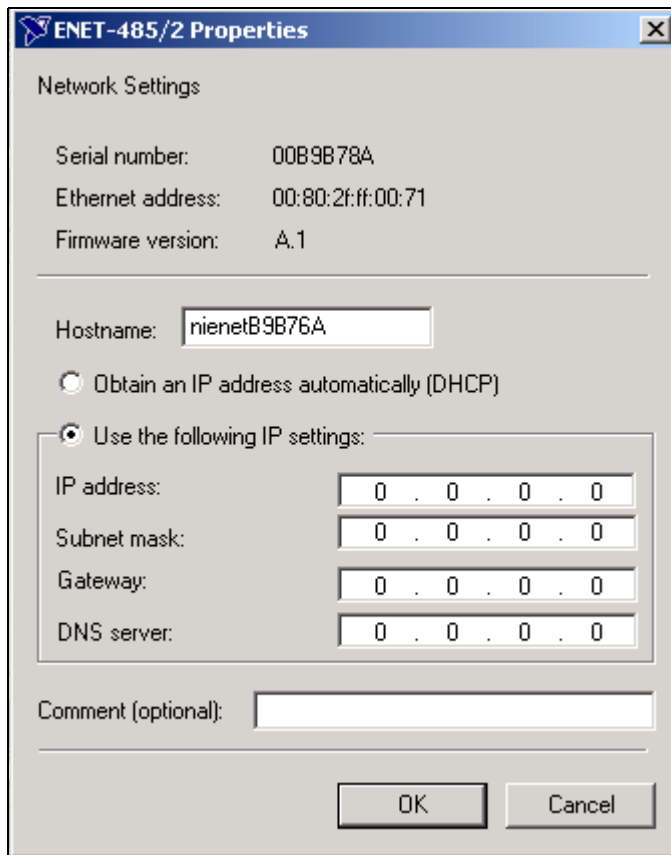 ENET-485/2 Properties
Network Settings
Serial number: 00B9B78A
Ethernet address: 00:80:2f:ff:00:71
Firmware version: A.1
Hostname: nienetB9B76A
Obtain an IP address automatically (DHCP)
Use the following IP settings:
IP address: 0 . 0 . 0 . 0
Subnet mask: 0 . 0 . 0 . 0
Gateway: 0 . 0 . 0 . 0
DNS server: 0 . 0 . 0 . 0
Comment (optional):
OK Cancel